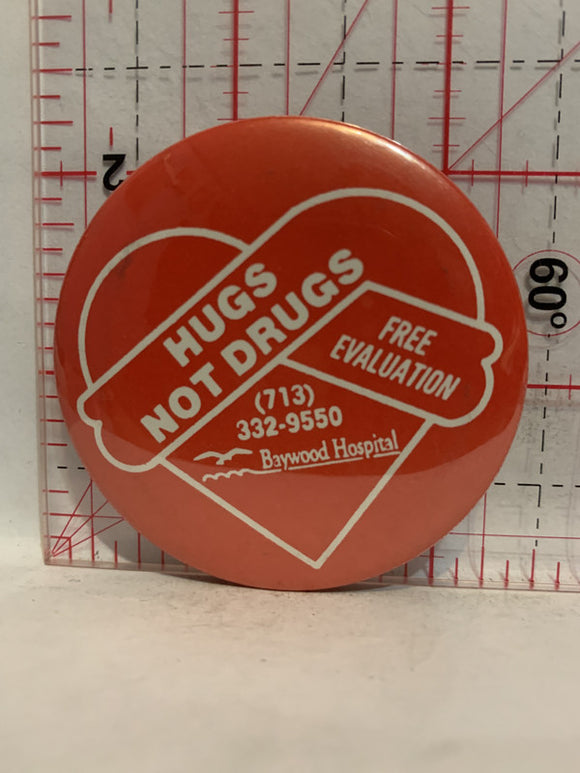 2
60°
HUGS
NOT DRUGS
FREE
EVALUATION
(713)
332-9550
Baywood Hospital